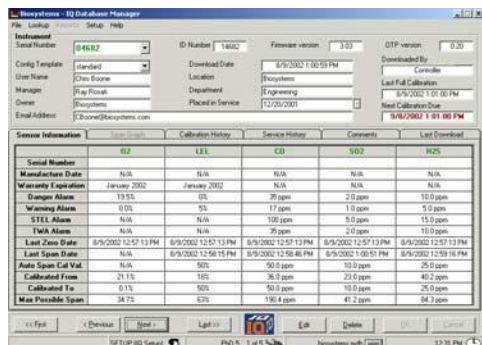 Biosystems - IQ Database Manager
File Lookup Setup Help
Instrument
Serial Number 04682 ID Number 14682 Firmware version 3.03 OTP version 0.20
Config Template standard Download Date 8/9/2002 1:00:59 PM Downloaded By Controller
User Name Chris Boone Location Biosystems Last Full Calibration
Manager Ray Rosati Department Engineering 8/9/2002 1:01:00 PM
Owner Biosystems Placed in Service 12/20/2001 Next Calibration Due
Email Address CBoone@biosystems.com 9/8/2002 1:01:00 PM
Sensor Information Span Graph Calibration History Service History Comments Last Download
O2 LEL CO SO2 H2S
Serial Number
Manufacture Date N/A N/A N/A N/A N/A
Warranty Expiration January 2002 January 2002 N/A N/A N/A
Danger Alarm 19.5% 0% 35 ppm 2.0 ppm 10.0 ppm
Warning Alarm 0.0% 5% 17 ppm 1.0 ppm 5.0 ppm
STEL Alarm N/A N/A 100 ppm 5.0 ppm 15.0 ppm
TWA Alarm N/A N/A 35 ppm 2.0 ppm 10.0 ppm
Last Zero Date 8/9/2002 12:57:13 PM 8/9/2002 12:57:13 PM 8/9/2002 12:57:13 PM 8/9/2002 12:57:13 PM 8/9/2002 12:57:13 PM
Last Span Date N/A 8/9/2002 12:58:15 PM 8/9/2002 12:58:46 PM 8/9/2002 1:00:51 PM 8/9/2002 12:59:16 PM
Auto Span Cal Val. N/A 50% 50.0 ppm 10.0 ppm 25.0 ppm
Calibrated From 21.1% 18% 36.0 ppm 23.0 ppm 40.2 ppm
Calibrated To 0.1% 50% 50.0 ppm 10.0 ppm 25.0 ppm
Max Possible Span 34.7% 63% 190.4 ppm 41.2 ppm 84.3 ppm
<< First < Previous Next > Last >> IQ Edit Delete OK Cancel
SETUP (IQ Setup) PhD 5 1 of 5 biosystems.mdb 12:31 PM